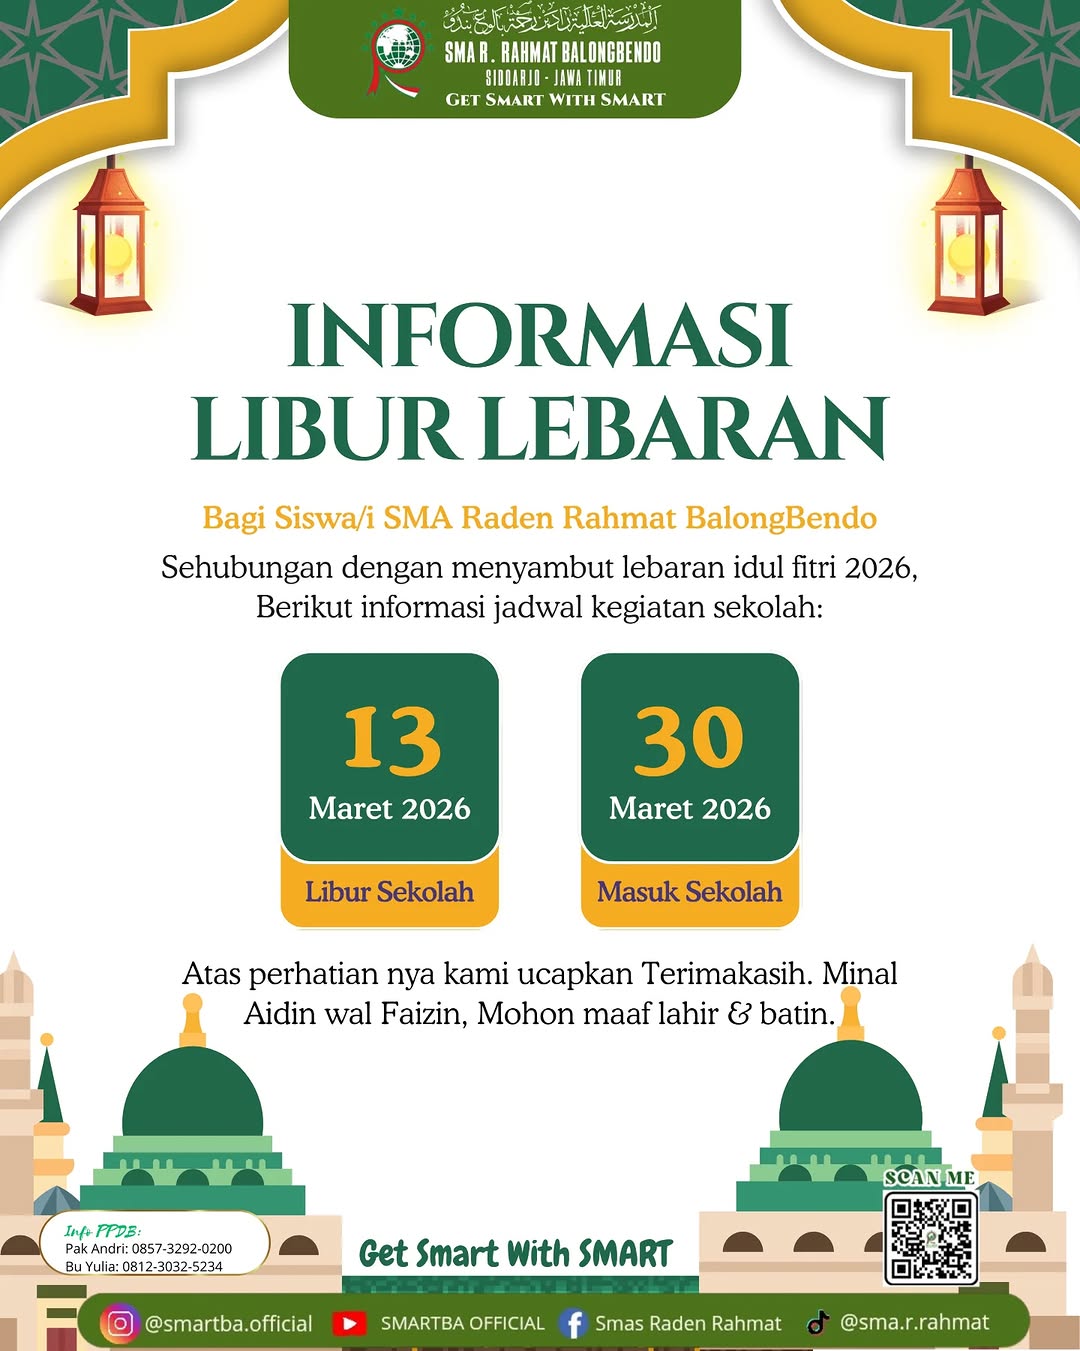 SMA R. RAHMAT BALONGBENDO
SIDOARJO - JAWA TIMUR
GET SMART WITH SMART
INFORMASI
LIBUR LEBARAN
Bagi Siswa/i SMA Raden Rahmat BalongBendo
Sehubungan dengan menyambut lebaran idul fitri 2026,
Berikut informasi jadwal kegiatan sekolah:
13
Maret 2026
Libur Sekolah
30
Maret 2026
Masuk Sekolah
Atas perhatian nya kami ucapkan Terimakasih. Minal
Aidin wal Faizin, Mohon maaf lahir & batin.
SCAN ME
Info PPDB:
Pak Andri: 0857-3292-0200
Bu Yulia: 0812-3032-5234
Get Smart With SMART
@smartba.official
SMARTBA OFFICIAL
Smas Raden Rahmat
@sma.r.rahmat